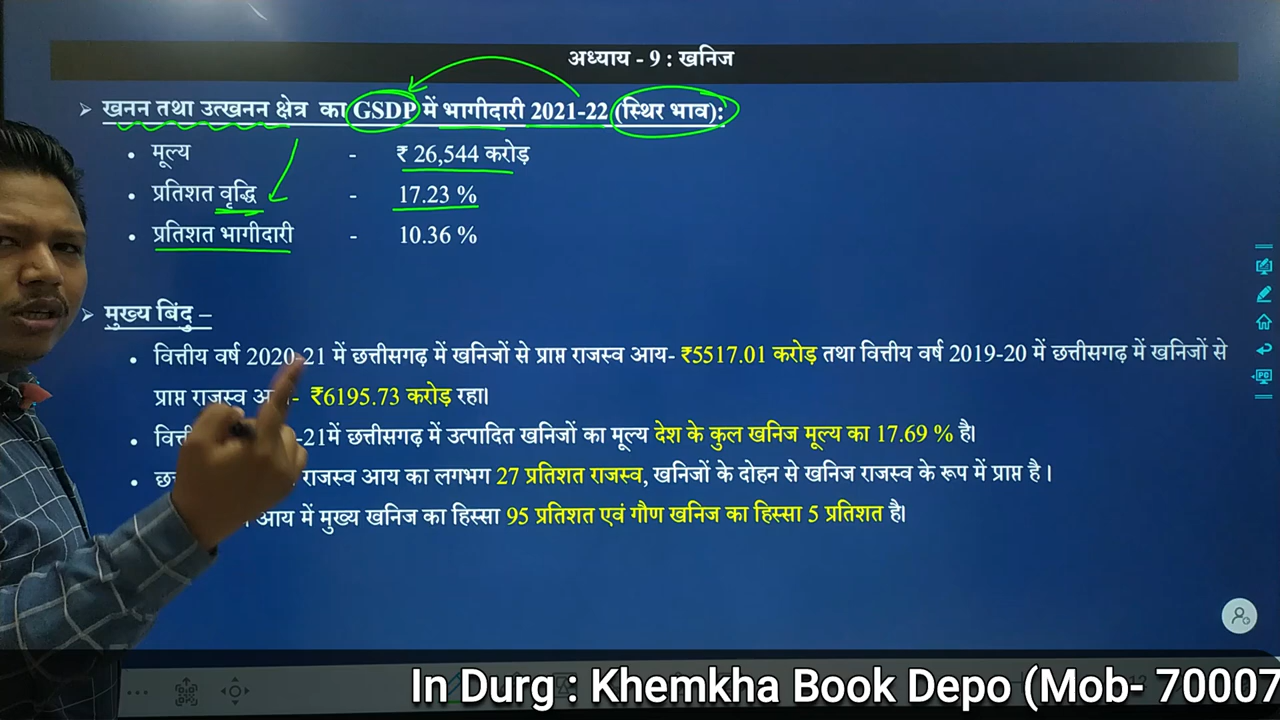 अध्याय - 9 : खनिज
➢ खनन तथा उत्खनन क्षेत्र का GSDP में भागीदारी 2021-22 (स्थिर भाव):
• मूल्य - ₹ 26,544 करोड़
• प्रतिशत वृद्धि - 17.23 %
• प्रतिशत भागीदारी - 10.36 %
➢ मुख्य बिंदु –
• वित्तीय वर्ष 2020-21 में छत्तीसगढ़ में खनिजों से प्राप्त राजस्व आय- ₹5517.01 करोड़ तथा वित्तीय वर्ष 2019-20 में छत्तीसगढ़ में खनिजों से
प्राप्त राजस्व - ₹6195.73 करोड़ रहा।
• -21में छत्तीसगढ़ में उत्पादित खनिजों का मूल्य देश के कुल खनिज मूल्य का 17.69 % है।
• राजस्व आय का लगभग 27 प्रतिशत राजस्व, खनिजों के दोहन से खनिज राजस्व के रूप में प्राप्त है ।
आय में मुख्य खनिज का हिस्सा 95 प्रतिशत एवं गौण खनिज का हिस्सा 5 प्रतिशत है।
In Durg : Khemkha Book Depo (Mob- 70007